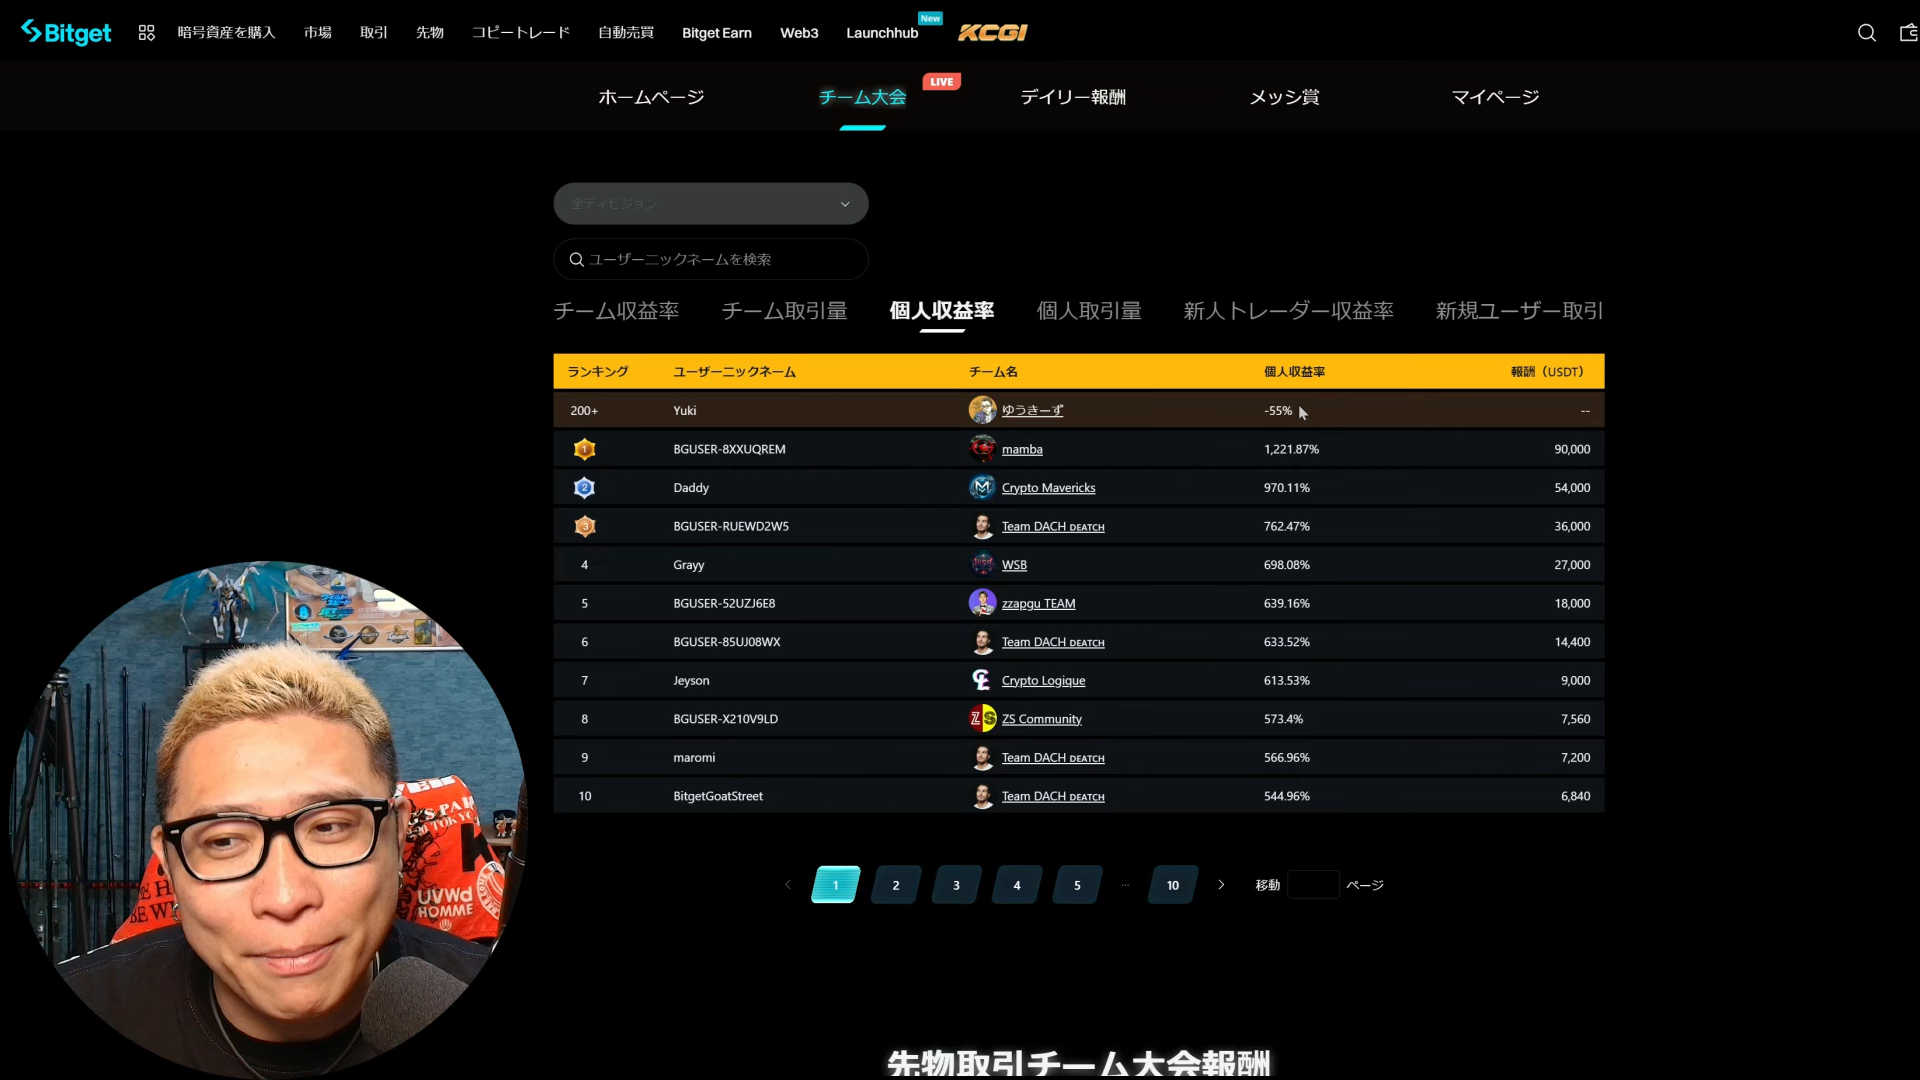 Bitget 暗号資産を購入 市場 取引 先物 コピートレード 自動売買 Bitget Earn Web3 Launchhub New KCGI
ホームページ チーム大会 LIVE デイリー報酬 メッシ賞 マイページ
全ディビジョン
ユーザーニックネームを検索
チーム収益率 チーム取引量 個人収益率 個人取引量 新人トレーダー収益率 新規ユーザー取引
ランキング ユーザーニックネーム チーム名 個人収益率 報酬（USDT）
200+ Yuki ゆうきーず -55% --
1 BGUSER-8XXUQREM mamba 1,221.87% 90,000
2 Daddy Crypto Mavericks 970.11% 54,000
3 BGUSER-RUEWD2W5 Team DACH DEATCH 762.47% 36,000
4 Grayy WSB 698.08% 27,000
5 BGUSER-52UZJ6E8 zzapgu TEAM 639.16% 18,000
6 BGUSER-85UJ08WX Team DACH DEATCH 633.52% 14,400
7 Jeyson Crypto Logique 613.53% 9,000
8 BGUSER-X210V9LD ZS Community 573.4% 7,560
9 maromi Team DACH DEATCH 566.96% 7,200
10 BitgetGoatStreet Team DACH DEATCH 544.96% 6,840
1 2 3 4 5 ... 10 移動 ページ
先物取引チーム大会報酬
UVWd
HOMME